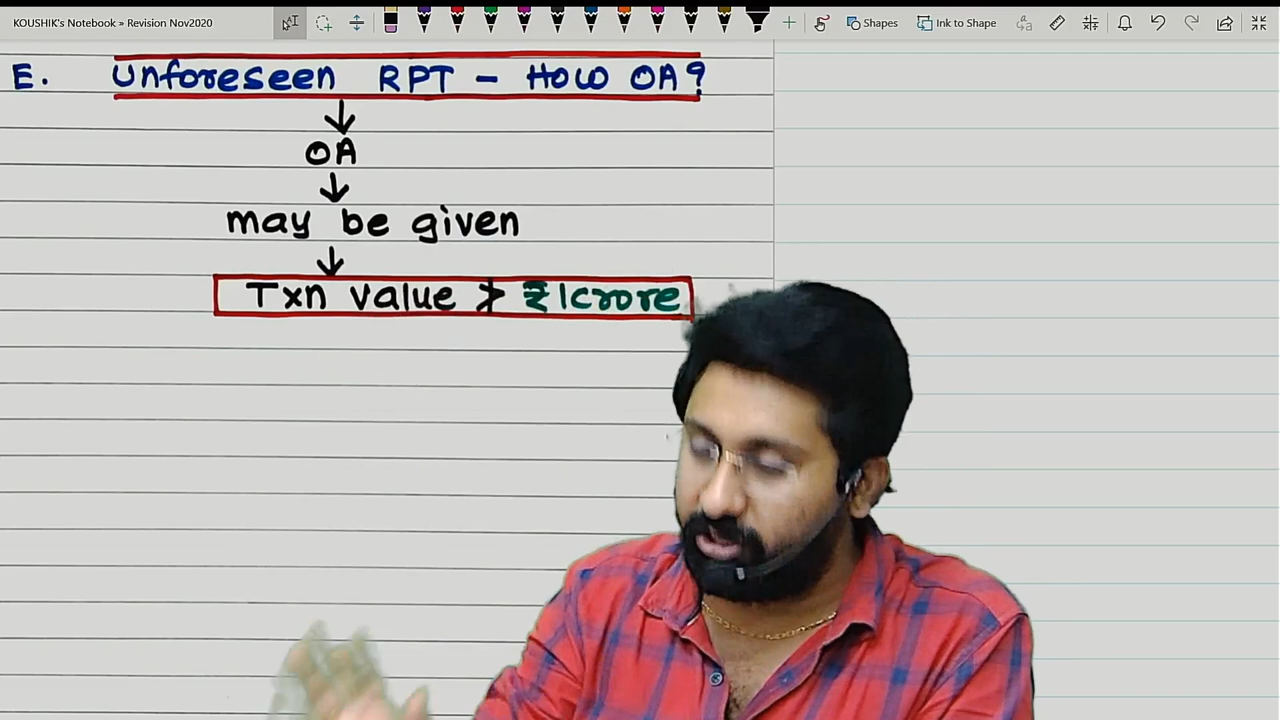 KOUSHIK's Notebook » Revision Nov2020
Shapes
Ink to Shape
E. Unforeseen RPT - How OA?
OA
may be given
Txn value ≯ ₹1crore